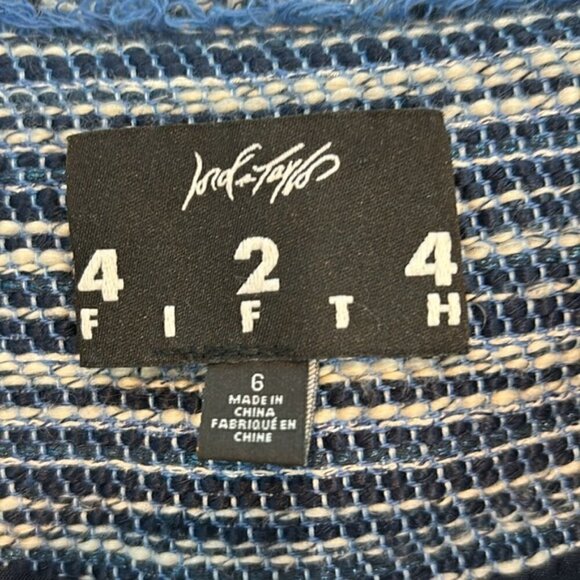 Lord & Taylor
4 2 4
FIFTH
6
MADE IN
CHINA
FABRIQUÉ EN
CHINE